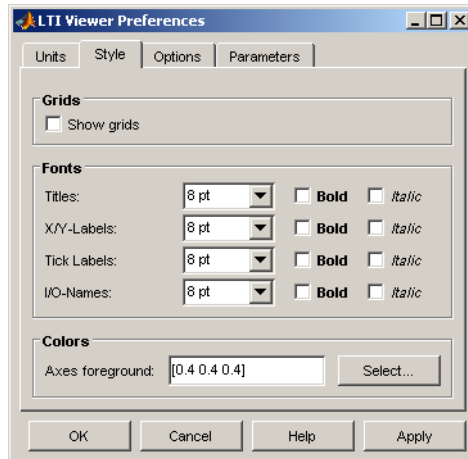 LTI Viewer Preferences
Units Style Options Parameters
Grids
Show grids
Fonts
Titles: 8 pt Bold Italic
X/Y-Labels: 8 pt Bold Italic
Tick Labels: 8 pt Bold Italic
I/O-Names: 8 pt Bold Italic
Colors
Axes foreground: [0.4 0.4 0.4] Select...
OK Cancel Help Apply